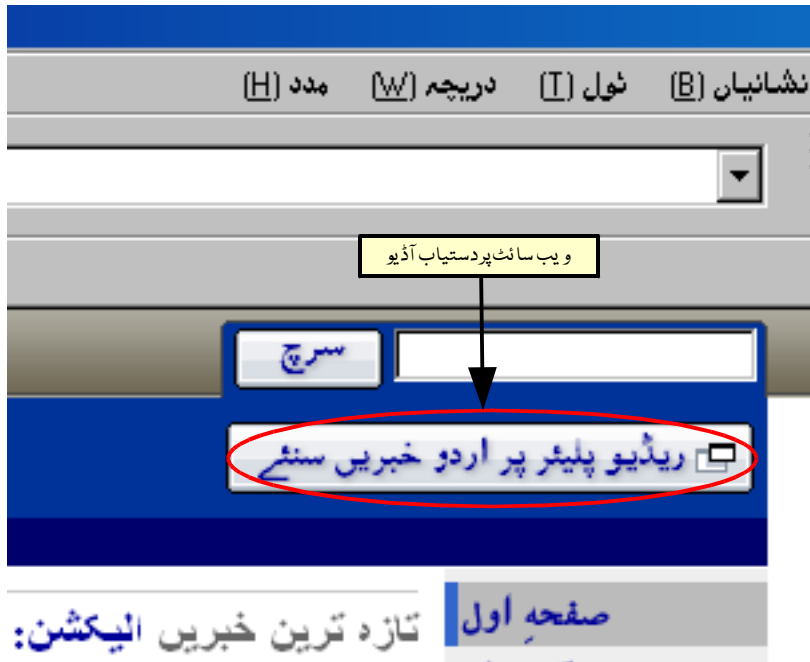 نشانیاں (B) ٹول (T) دریچہ (W) مدد (H)
ویب سائٹ پر دستیاب آڈیو
سرچ
ریڈیو پلیئر پر اردو خبریں سنئے
صفحہِ اول
تازہ ترین خبریں الیکشن: